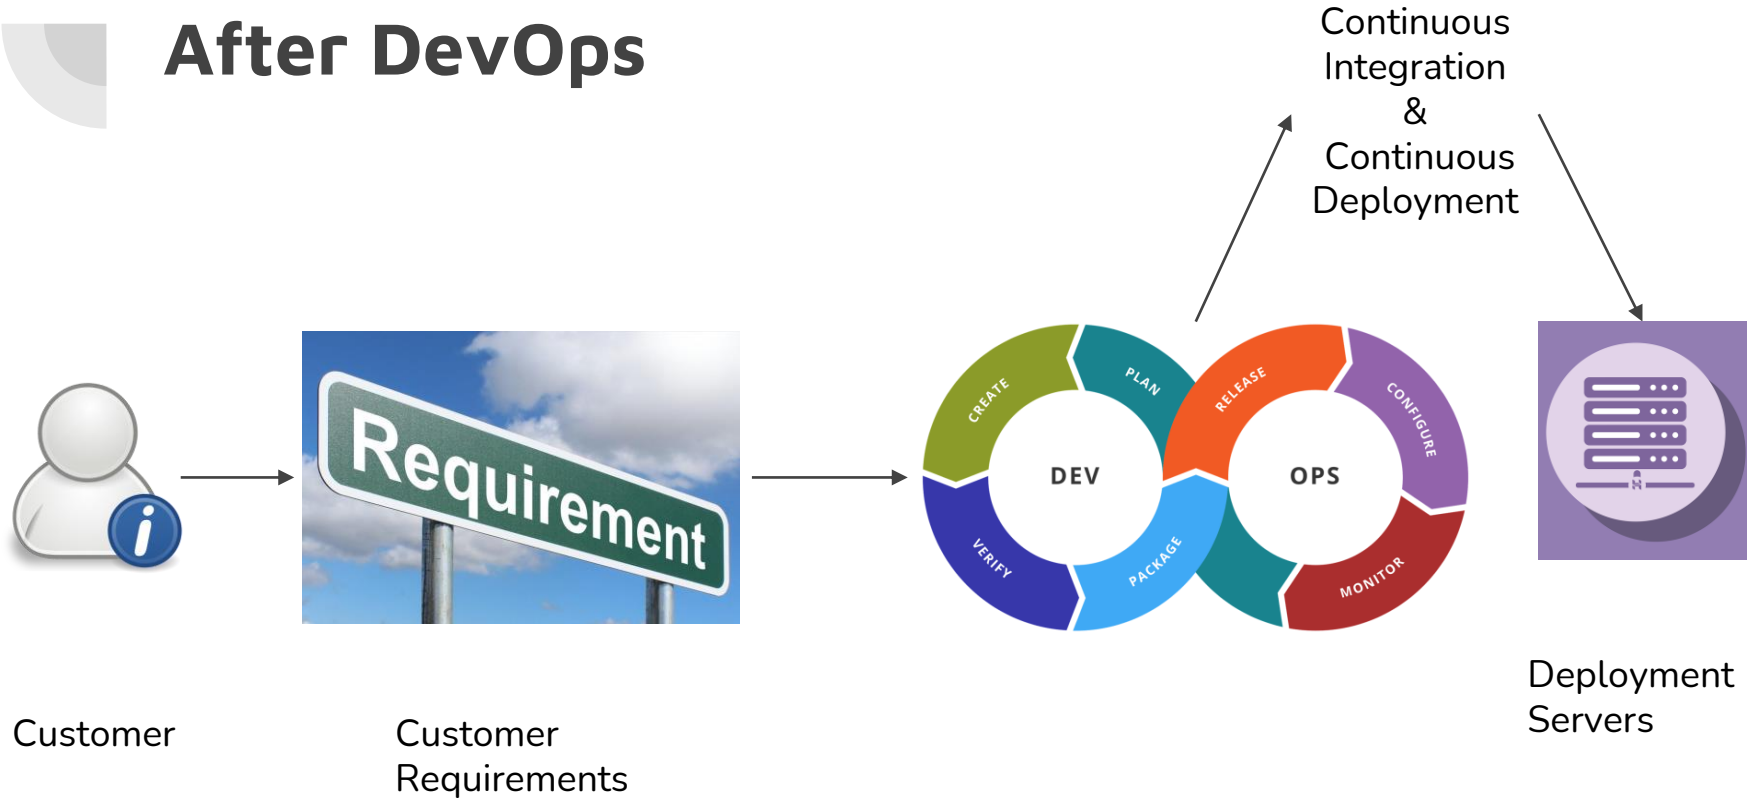 After DevOps
Continuous
Integration
&
Continuous
Deployment
Requirement
CREATE
PLAN
RELEASE
CONFIGURE
DEV
OPS
VERIFY
PACKAGE
MONITOR
i
Customer
Customer
Requirements
Deployment
Servers